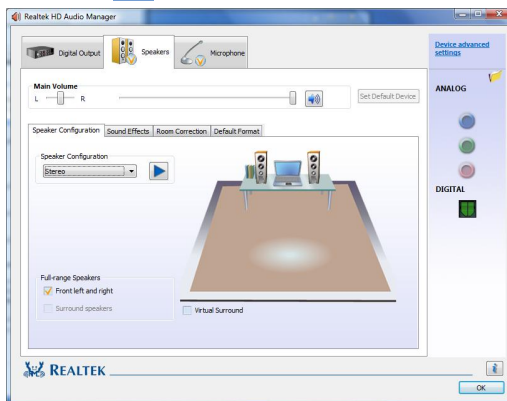 Realtek HD Audio Manager
Digital Output
Speakers
Microphone
Device advanced
settings
Main Volume
L
R
Set Default Device
ANALOG
Speaker Configuration
Sound Effects
Room Correction
Default Format
Speaker Configuration
Stereo
DIGITAL
Full-range Speakers
Front left and right
Surround speakers
Virtual Surround
REALTEK
OK